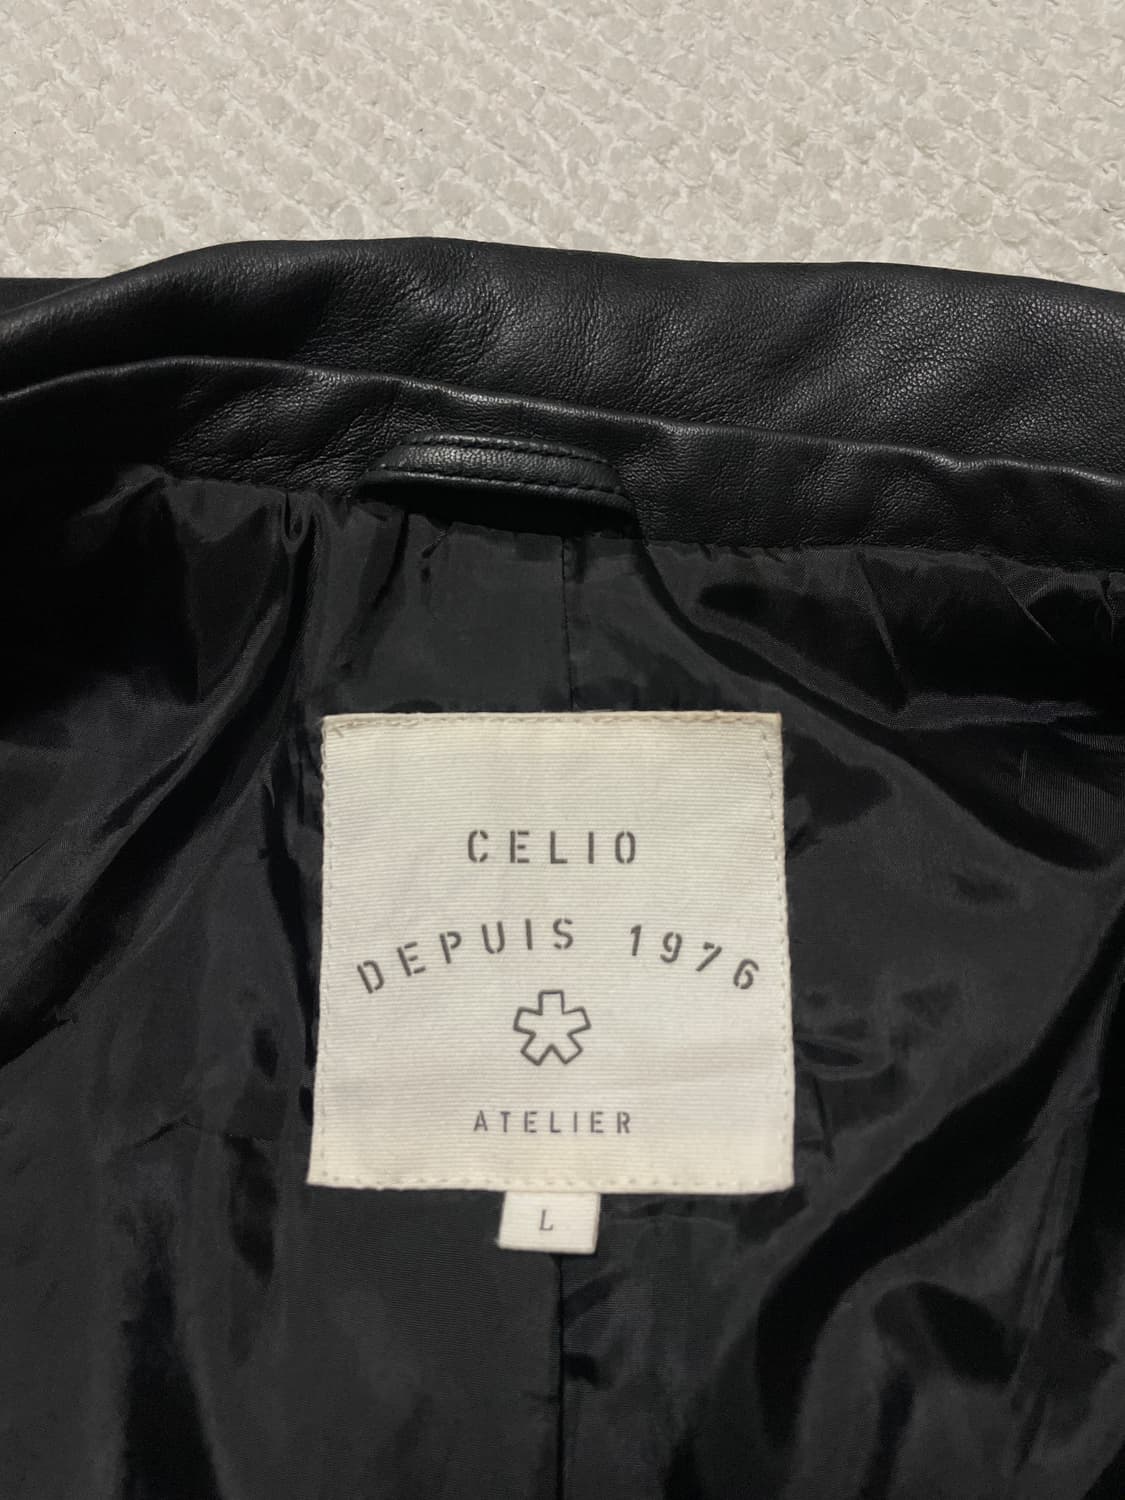 CELIO
DEPUIS 1976
ATELIER
L